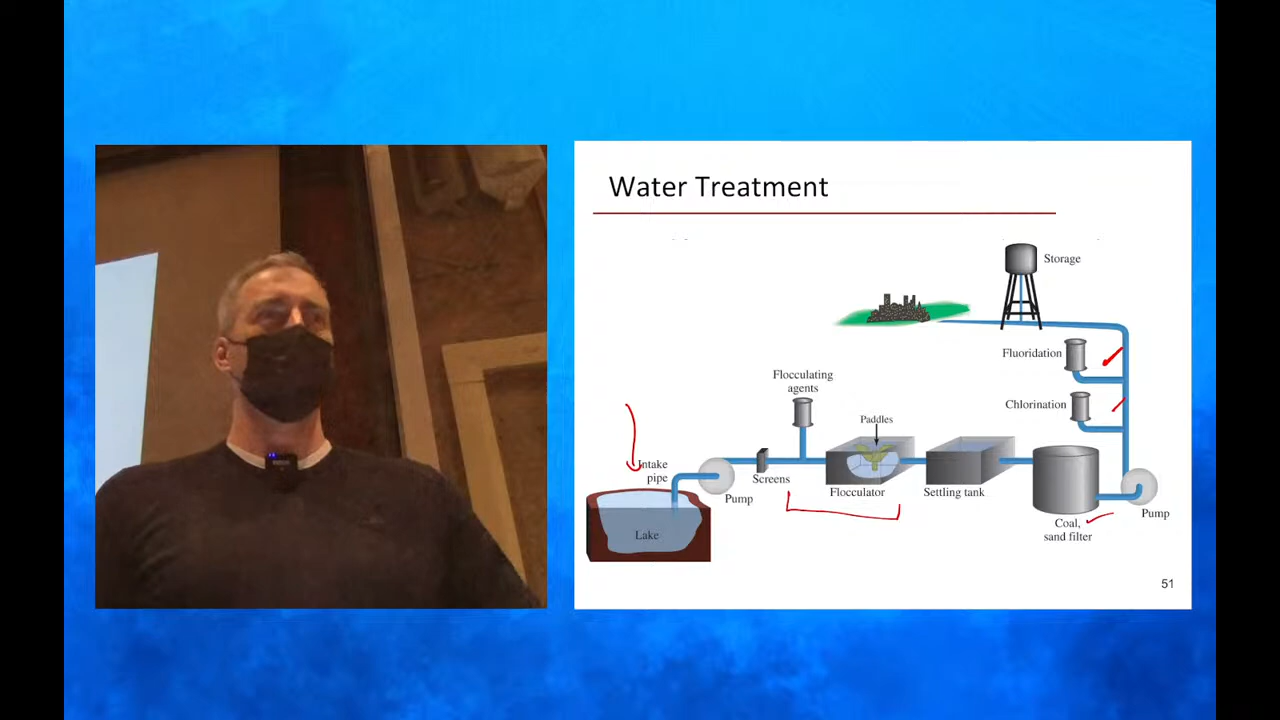 Water Treatment
Storage
Fluoridation
Flocculating
agents
Chlorination
Paddles
Intake
pipe
Screens
Pump
Flocculator
Settling tank
Lake
Coal,
sand filter
Pump
51